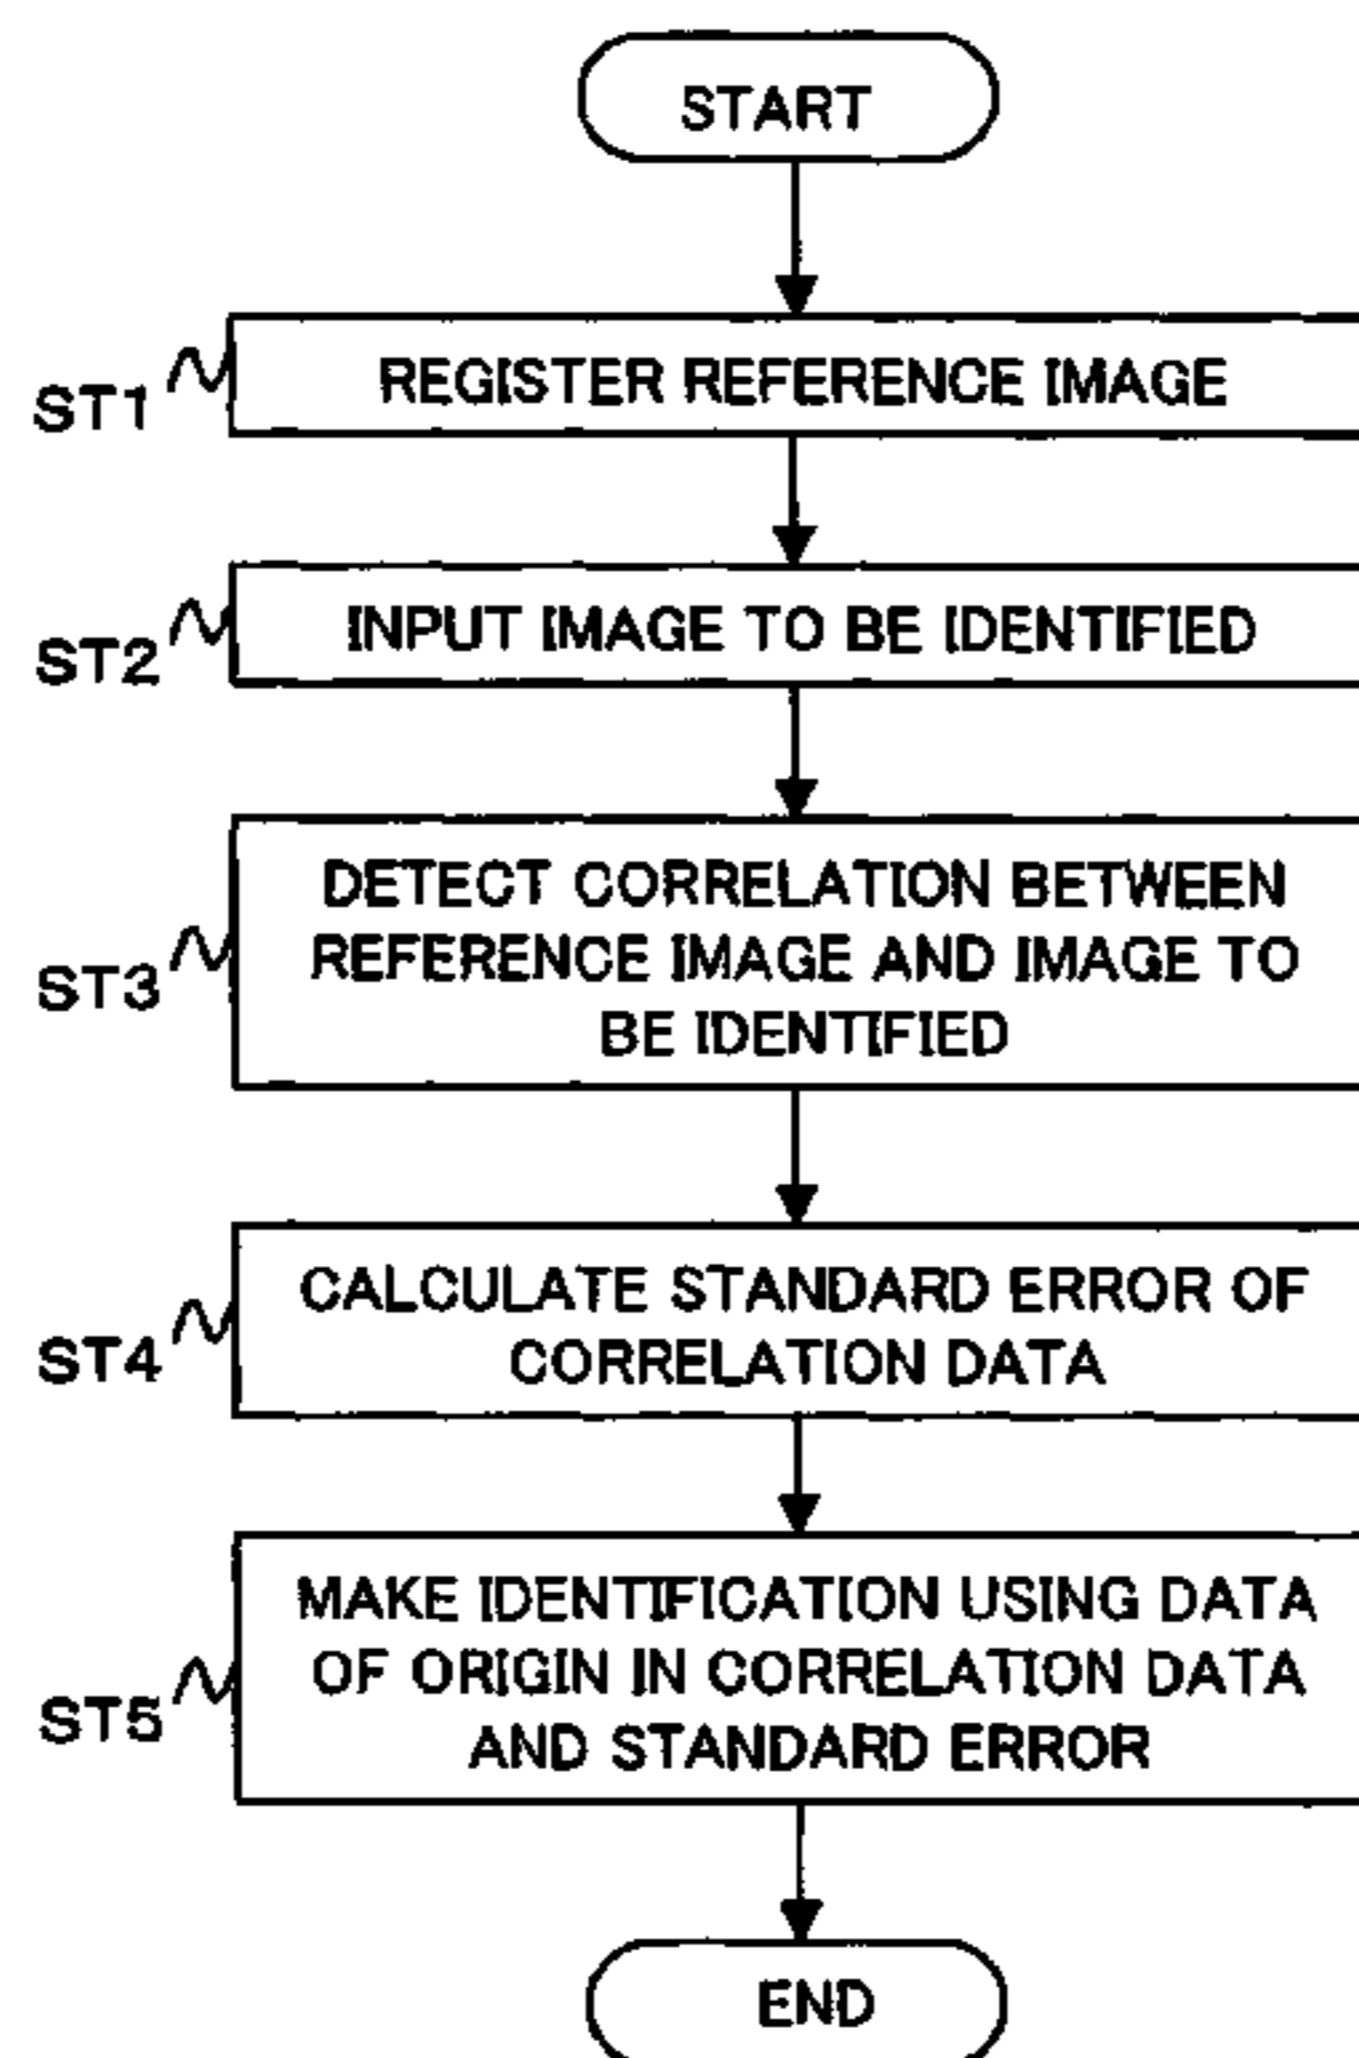 START
ST1
REGISTER REFERENCE IMAGE
ST2
INPUT IMAGE TO BE IDENTIFIED
ST3
DETECT CORRELATION BETWEEN
REFERENCE IMAGE AND IMAGE TO
BE IDENTIFIED
ST4
CALCULATE STANDARD ERROR OF
CORRELATION DATA
ST5
MAKE IDENTIFICATION USING DATA
OF ORIGIN IN CORRELATION DATA
AND STANDARD ERROR
END